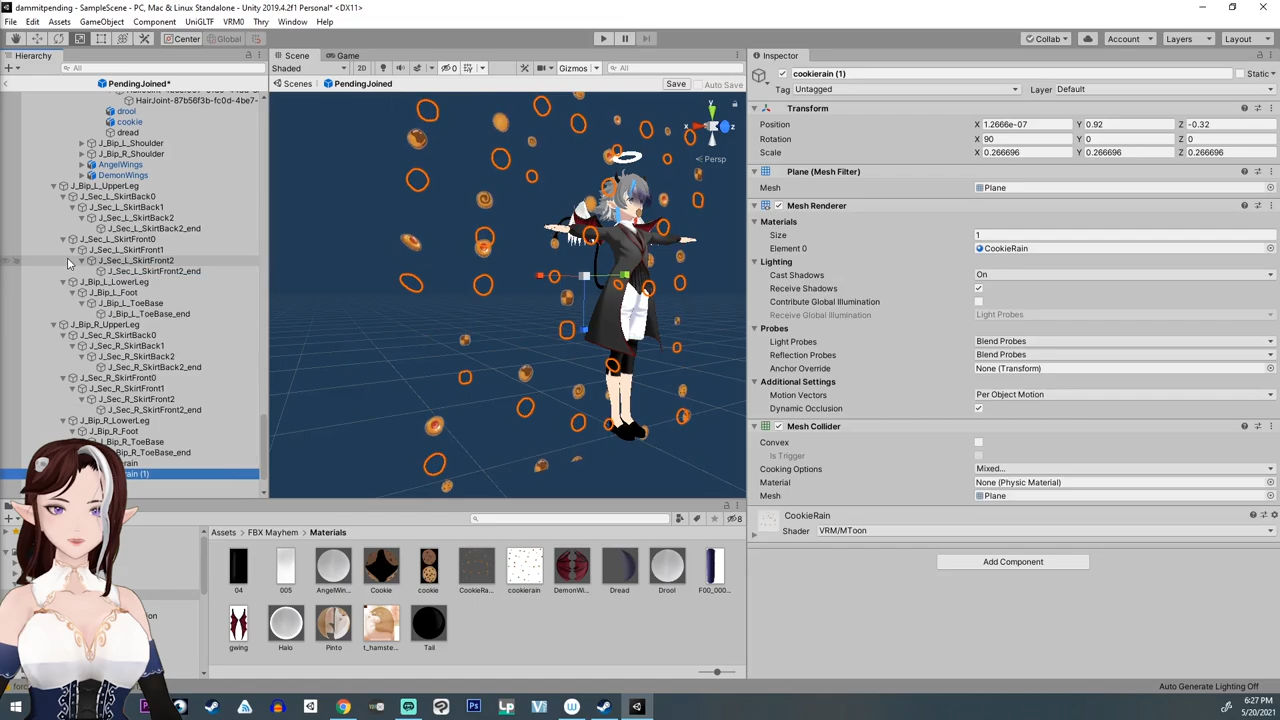 dammitpending - SampleScene - PC, Mac & Linux Standalone - Unity 2019.4.2f1 Personal* <DX11>
File Edit Assets GameObject Component UniGLTF VRM0 Thry Window Help
Center Global Collab Account Layers Layout
Hierarchy
All
PendingJoined*
HairJoint-87b56f3b-fc0d-4be7-
drool
cookie
dread
J_Bip_L_Shoulder
J_Bip_R_Shoulder
AngelWings
DemonWings
J_Bip_L_UpperLeg
J_Sec_L_SkirtBack0
J_Sec_L_SkirtBack1
J_Sec_L_SkirtBack2
J_Sec_L_SkirtBack2_end
J_Sec_L_SkirtFront0
J_Sec_L_SkirtFront1
J_Sec_L_SkirtFront2
J_Sec_L_SkirtFront2_end
J_Bip_L_LowerLeg
J_Bip_L_Foot
J_Bip_L_ToeBase
J_Bip_L_ToeBase_end
J_Bip_R_UpperLeg
J_Sec_R_SkirtBack0
J_Sec_R_SkirtBack1
J_Sec_R_SkirtBack2
J_Sec_R_SkirtBack2_end
J_Sec_R_SkirtFront0
J_Sec_R_SkirtFront1
J_Sec_R_SkirtFront2
J_Sec_R_SkirtFront2_end
J_Bip_R_LowerLeg
J_Bip_R_Foot
ip_R_ToeBase
Bip_R_ToeBase_end
rain
rain (1)
Scene Game
Shaded 2D 0 Gizmos All
Scenes PendingJoined Save Auto Save
y
x
z
Persp
Inspector
cookierain (1) Static
Tag Untagged Layer Default
Transform
Position X 1.2666e-07 Y 0.92 Z -0.32
Rotation X 90 Y 0 Z 0
Scale X 0.266696 Y 0.266696 Z 0.266696
Plane (Mesh Filter)
Mesh Plane
Mesh Renderer
Materials
Size 1
Element 0 CookieRain
Lighting
Cast Shadows On
Receive Shadows
Contribute Global Illumination
Receive Global Illumination Light Probes
Probes
Light Probes Blend Probes
Reflection Probes Blend Probes
Anchor Override None (Transform)
Additional Settings
Motion Vectors Per Object Motion
Dynamic Occlusion
Mesh Collider
Convex
Is Trigger
Cooking Options Mixed...
Material None (Physic Material)
Mesh Plane
CookieRain
Shader VRM/MToon
Add Component
8
Assets FBX Mayhem Materials
04 005 AngelWin... Cookie cookie CookieRa... cookierain DemonWi... Dread Drool F00_000...
gwing Halo Pinto t_hamste... Tail
Auto Generate Lighting Off
6:27 PM
5/20/2021